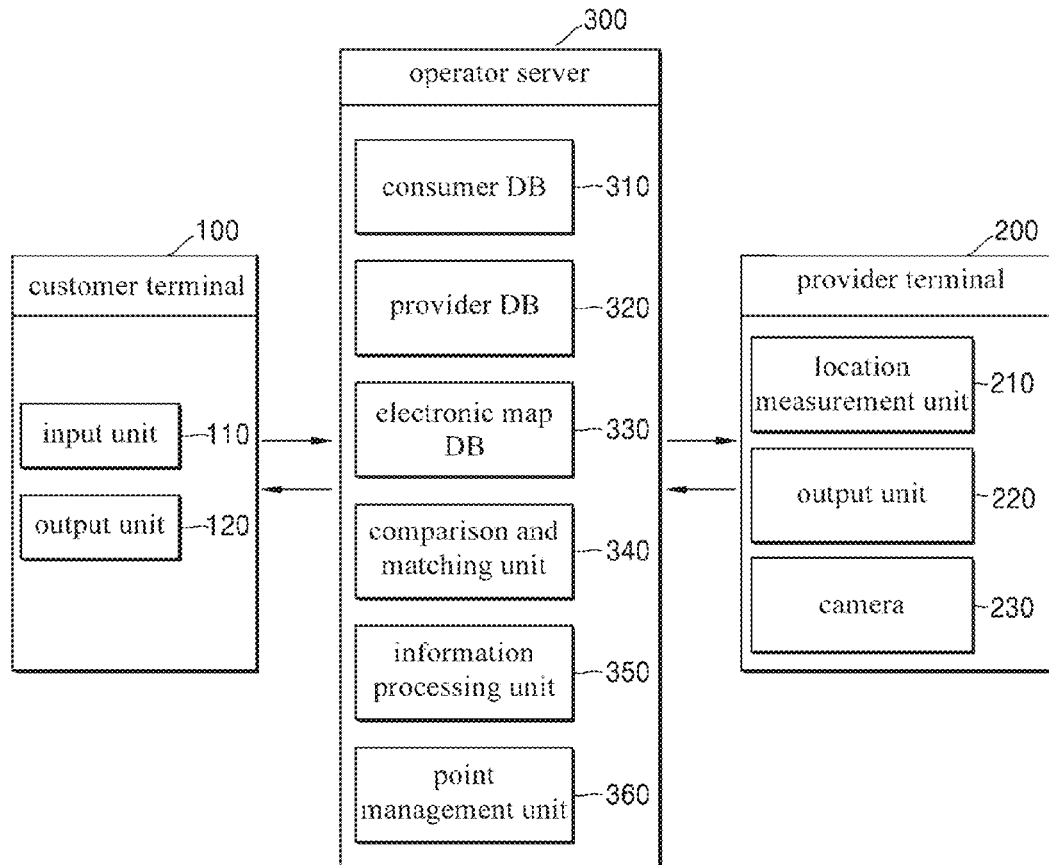 300
operator server
consumer DB
310
provider DB
320
electronic map
DB
330
comparison and
matching unit
340
information
processing unit
350
point
management unit
360
100
customer terminal
input unit
110
output unit
120
200
provider terminal
location
measurement unit
210
output unit
220
camera
230